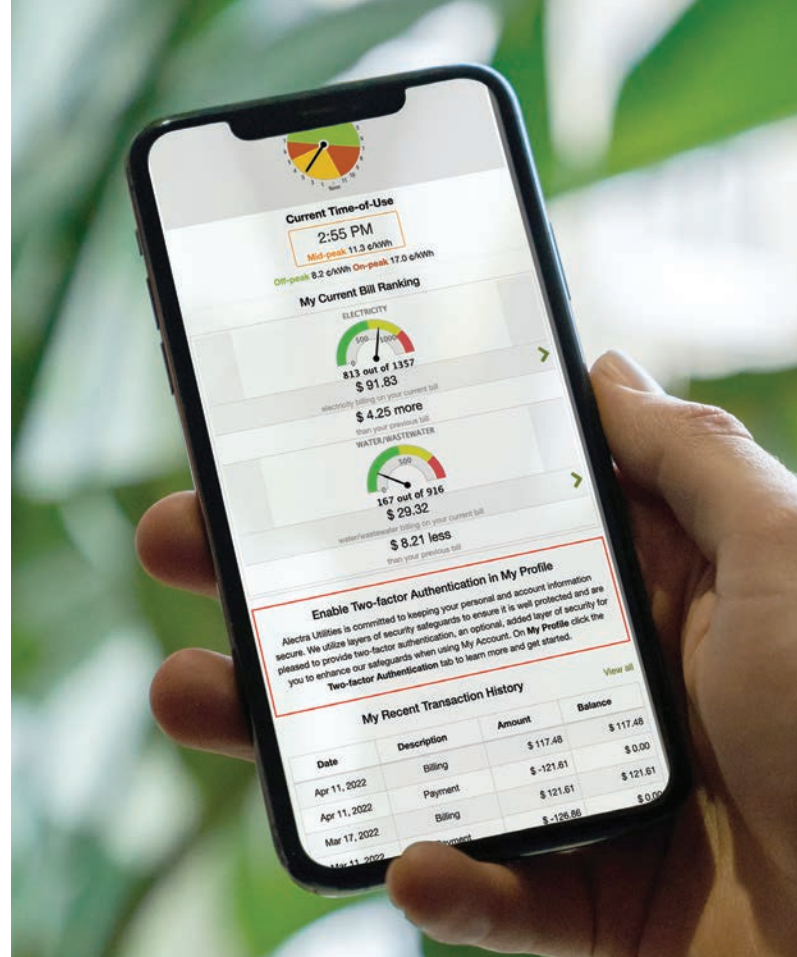 Noon
Current Time-of-Use
2:55 PM
Mid-peak 11.3 ¢/kWh
Off-peak 8.2 ¢/kWh On-peak 17.0 ¢/kWh
My Current Bill Ranking
ELECTRICITY
500 1000
0
813 out of 1357
$ 91.83
electricity billing on your current bill
$ 4.25 more
than your previous bill
WATER/WASTEWATER
500
0
167 out of 916
$ 29.32
water/wastewater billing on your current bill
$ 8.21 less
than your previous bill
Enable Two-factor Authentication in My Profile
Alectra Utilities is committed to keeping your personal and account information
secure. We utilize layers of security safeguards to ensure it is well protected and are
pleased to provide two-factor authentication, an optional, added layer of security for
you to enhance our safeguards when using My Account. On My Profile click the
Two-factor Authentication tab to learn more and get started.
My Recent Transaction History View all
Date Description Amount Balance
Apr 11, 2022 Billing $ 117.48 $ 117.48
Apr 11, 2022 Payment $ -121.61 $ 0.00
Mar 17, 2022 Billing $ 121.61 $ 121.61
Mar 11, 2022 Payment $ -126.86 $ 0.00